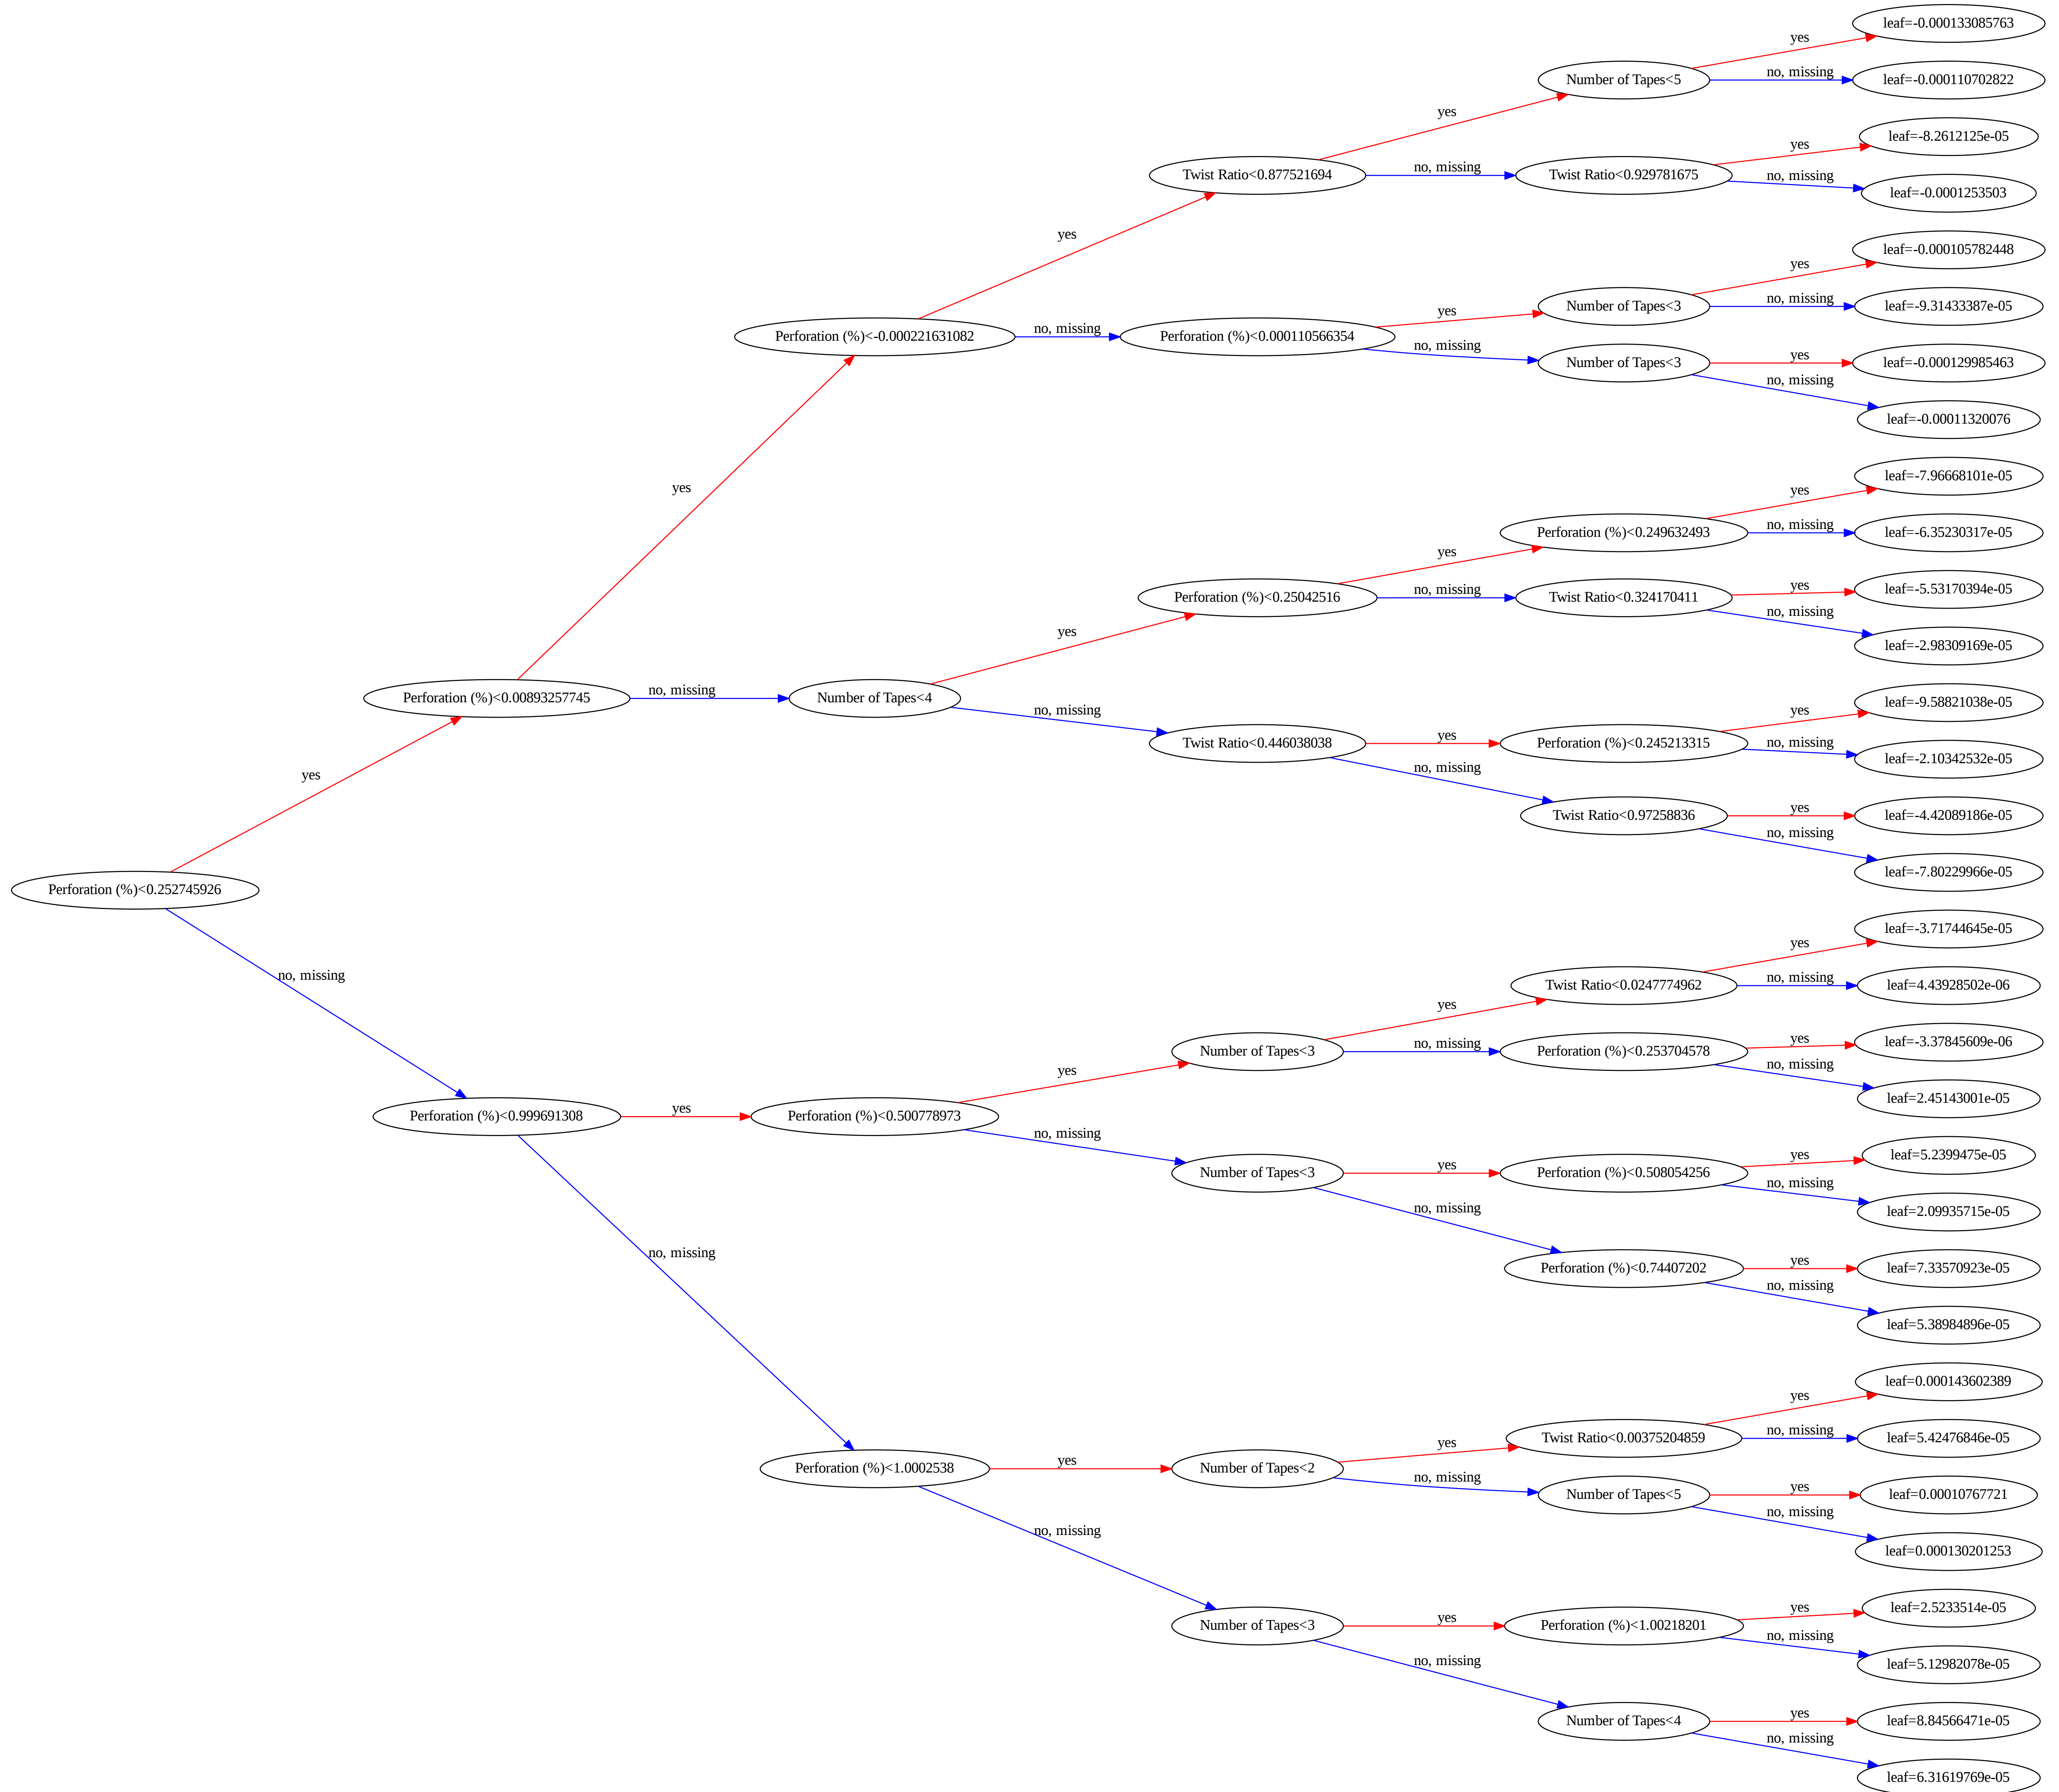 leaf=-0.000133085763
yes
Number of Tapes<5
no, missing
leaf=-0.000110702822
yes
leaf=-8.2612125e-05
yes
Twist Ratio<0.877521694
no, missing
Twist Ratio<0.929781675
no, missing
leaf=-0.0001253503
yes
leaf=-0.000105782448
yes
Number of Tapes<3
no, missing
leaf=-9.31433387e-05
yes
Perforation (%)<-0.000221631082
no, missing
Perforation (%)<0.000110566354
no, missing
Number of Tapes<3
yes
leaf=-0.000129985463
no, missing
leaf=-0.00011320076
yes
leaf=-7.96668101e-05
yes
Perforation (%)<0.249632493
no, missing
leaf=-6.35230317e-05
yes
Perforation (%)<0.25042516
no, missing
Twist Ratio<0.324170411
yes
leaf=-5.53170394e-05
no, missing
leaf=-2.98309169e-05
yes
Perforation (%)<0.00893257745
no, missing
Number of Tapes<4
no, missing
yes
leaf=-9.58821038e-05
Twist Ratio<0.446038038
yes
Perforation (%)<0.245213315
no, missing
leaf=-2.10342532e-05
no, missing
Twist Ratio<0.97258836
yes
leaf=-4.42089186e-05
no, missing
leaf=-7.80229966e-05
yes
Perforation (%)<0.252745926
no, missing
leaf=-3.71744645e-05
yes
Twist Ratio<0.0247774962
no, missing
leaf=4.43928502e-06
yes
Number of Tapes<3
no, missing
Perforation (%)<0.253704578
yes
leaf=-3.37845609e-06
no, missing
leaf=2.45143001e-05
yes
Perforation (%)<0.999691308
yes
Perforation (%)<0.500778973
no, missing
Number of Tapes<3
yes
Perforation (%)<0.508054256
yes
leaf=5.2399475e-05
no, missing
leaf=2.09935715e-05
no, missing
Perforation (%)<0.74407202
yes
leaf=7.33570923e-05
no, missing
leaf=5.38984896e-05
no, missing
leaf=0.000143602389
yes
Twist Ratio<0.00375204859
no, missing
leaf=5.42476846e-05
yes
Perforation (%)<1.0002538
yes
Number of Tapes<2
no, missing
Number of Tapes<5
yes
leaf=0.00010767721
no, missing
leaf=0.000130201253
no, missing
Number of Tapes<3
yes
Perforation (%)<1.00218201
yes
leaf=2.5233514e-05
no, missing
leaf=5.12982078e-05
no, missing
Number of Tapes<4
yes
leaf=8.84566471e-05
no, missing
leaf=6.31619769e-05